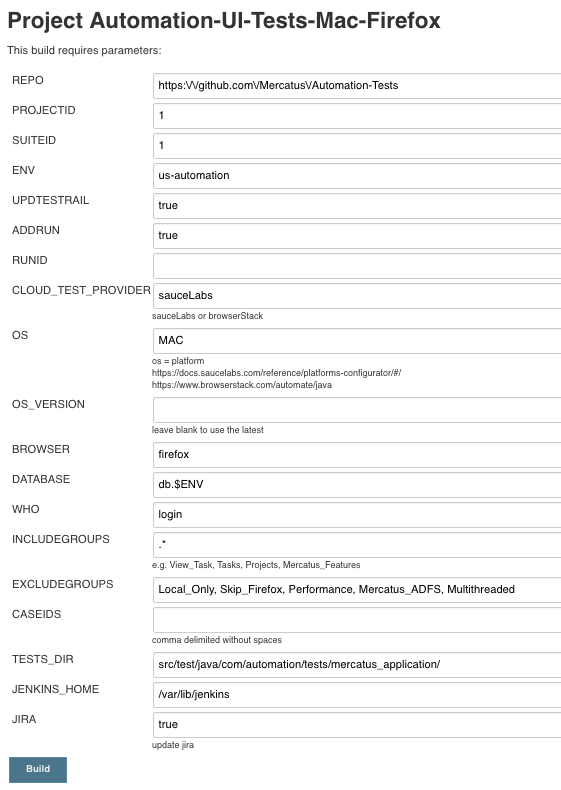 Project Automation-UI-Tests-Mac-Firefox
This build requires parameters:
REPO https:\/\/github.com\/Mercatus\/Automation-Tests
PROJECTID 1
SUITEID 1
ENV us-automation
UPDTESTRAIL true
ADDRUN true
RUNID
CLOUD_TEST_PROVIDER sauceLabs
sauceLabs or browserStack
OS MAC
os = platform
https://docs.saucelabs.com/reference/platforms-configurator/#/
https://www.browserstack.com/automate/java
OS_VERSION
leave blank to use the latest
BROWSER firefox
DATABASE db.$ENV
WHO login
INCLUDEGROUPS .*
e.g. View_Task, Tasks, Projects, Mercatus_Features
EXCLUDEGROUPS Local_Only, Skip_Firefox, Performance, Mercatus_ADFS, Multithreaded
CASEIDS
comma delimited without spaces
TESTS_DIR src/test/java/com/automation/tests/mercatus_application/
JENKINS_HOME /var/lib/jenkins
JIRA true
update jira
Build